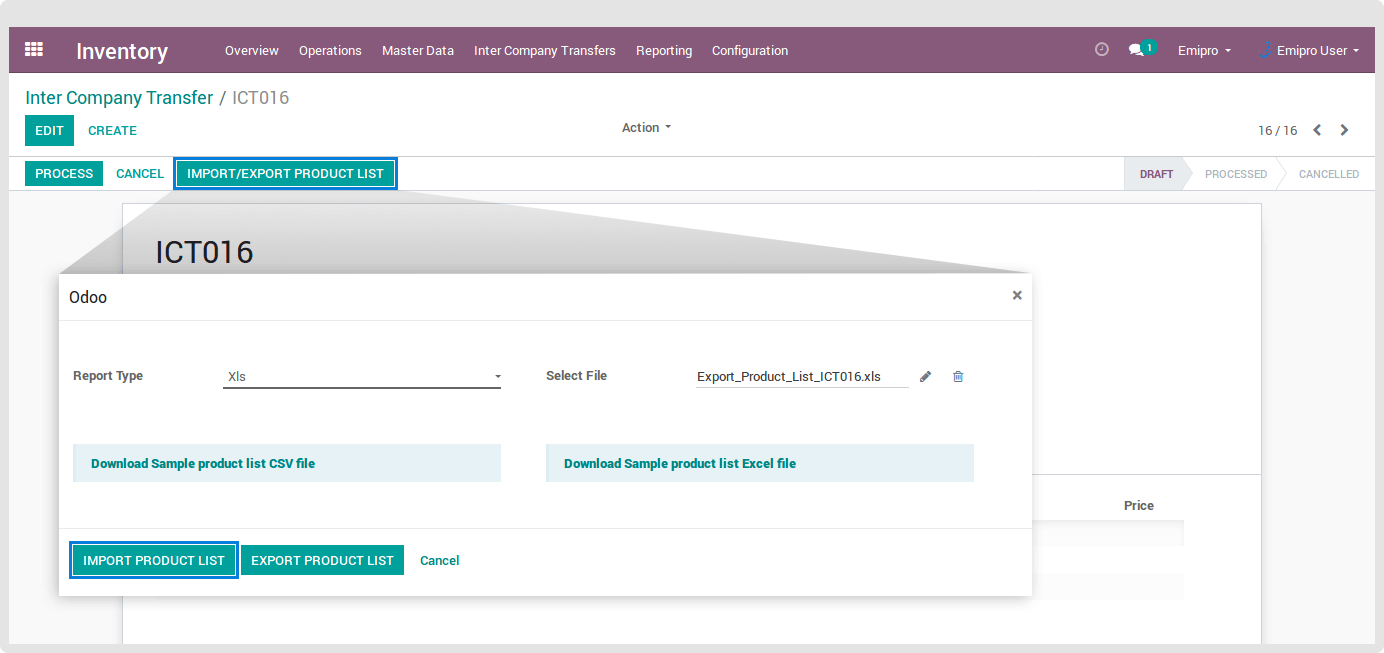 Inventory Overview Operations Master Data Inter Company Transfers Reporting Configuration 1 Emipro Emipro User
Inter Company Transfer / ICT016
EDIT CREATE Action 16 / 16
PROCESS CANCEL IMPORT/EXPORT PRODUCT LIST DRAFT PROCESSED CANCELLED
ICT016
Odoo ×
Report Type Xls Select File Export_Product_List_ICT016.xls
Download Sample product list CSV file Download Sample product list Excel file
Price
IMPORT PRODUCT LIST EXPORT PRODUCT LIST Cancel